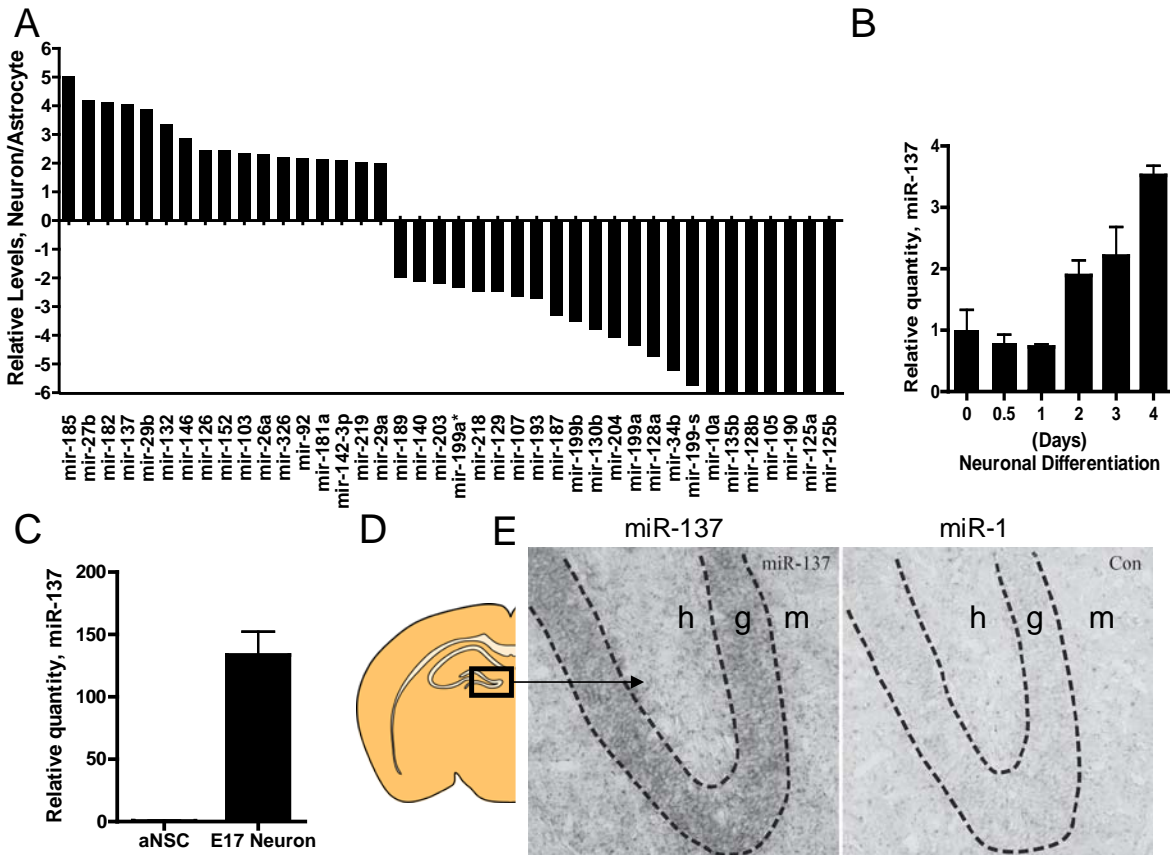 A
Relative Levels, Neuron/Astrocyte
6
5
4
3
2
1
0
-1
-2
-3
-4
-5
-6
mir-185
mir-27b
mir-182
mir-137
mir-29b
mir-132
mir-146
mir-126
mir-152
mir-103
mir-26a
mir-326
mir-92
mir-181a
mir-142-3p
mir-219
mir-29a
mir-189
mir-140
mir-203
mir-199a*
mir-218
mir-129
mir-107
mir-193
mir-187
mir-199b
mir-130b
mir-204
mir-199a
mir-128a
mir-34b
mir-199-s
mir-10a
mir-135b
mir-128b
mir-105
mir-190
mir-125a
mir-125b
B
Relative quantity, miR-137
4
3
2
1
0
0 0.5 1 2 3 4
(Days)
Neuronal Differentiation
C
Relative quantity, miR-137
200
150
100
50
0
aNSC E17 Neuron
D
E
miR-137
miR-137
h g m
miR-1
Con
h g m